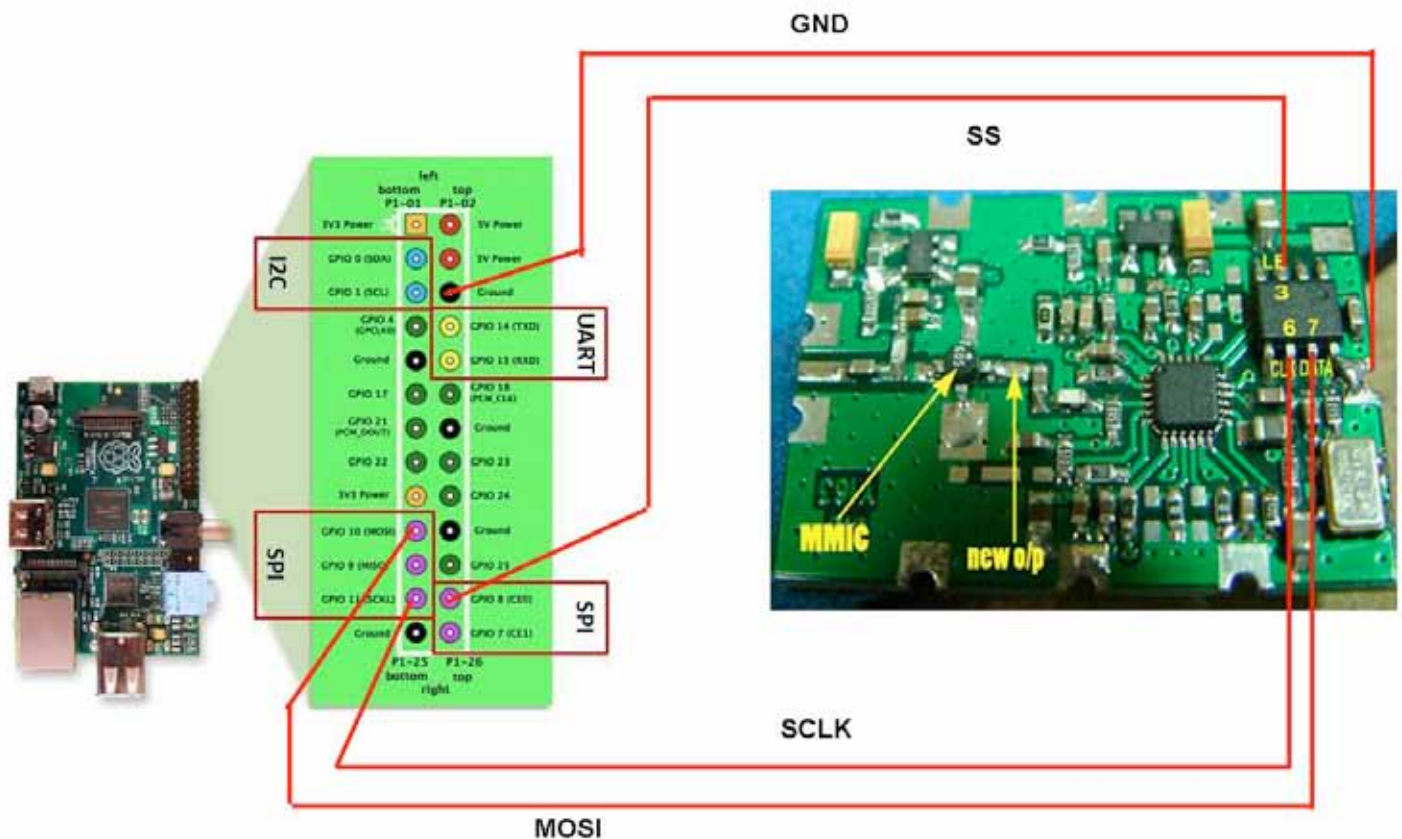 GND
SS
left
bottom top
P1-01 P1-02
3V3 Power 5V Power
I2C
GPIO 0 (SDA) 5V Power
GPIO 1 (SCL) Ground
UART
GPIO 4 GPIO 14 (TXD)
(GPCLK0)
Ground GPIO 15 (RXD)
GPIO 17 GPIO 18
(PCM_CLK)
GPIO 21 Ground
(PCM_DOUT)
GPIO 22 GPIO 23
3V3 Power GPIO 24
SPI
GPIO 10 (MOSI) Ground
GPIO 9 (MISO) GPIO 25
GPIO 11 (SCKL) GPIO 8 (CE0)
SPI
Ground GPIO 7 (CE1)
P1-25 P1-26
bottom top
right
LE
3
6 7
CLK DATA
MMIC
new o/p
SCLK
MOSI